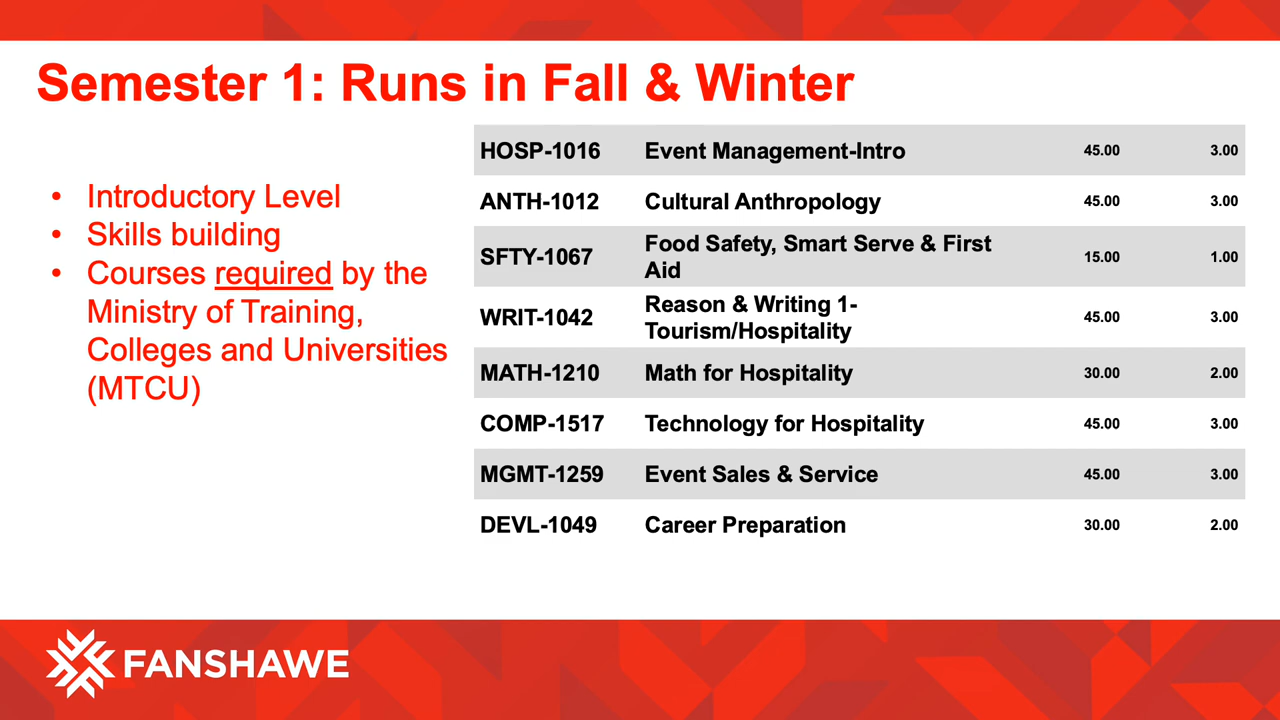 Semester 1: Runs in Fall & Winter
• Introductory Level
• Skills building
• Courses required by the
Ministry of Training,
Colleges and Universities
(MTCU)
HOSP-1016 Event Management-Intro 45.00 3.00
ANTH-1012 Cultural Anthropology 45.00 3.00
SFTY-1067 Food Safety, Smart Serve & First
Aid 15.00 1.00
WRIT-1042 Reason & Writing 1-
Tourism/Hospitality 45.00 3.00
MATH-1210 Math for Hospitality 30.00 2.00
COMP-1517 Technology for Hospitality 45.00 3.00
MGMT-1259 Event Sales & Service 45.00 3.00
DEVL-1049 Career Preparation 30.00 2.00
FANSHAWE